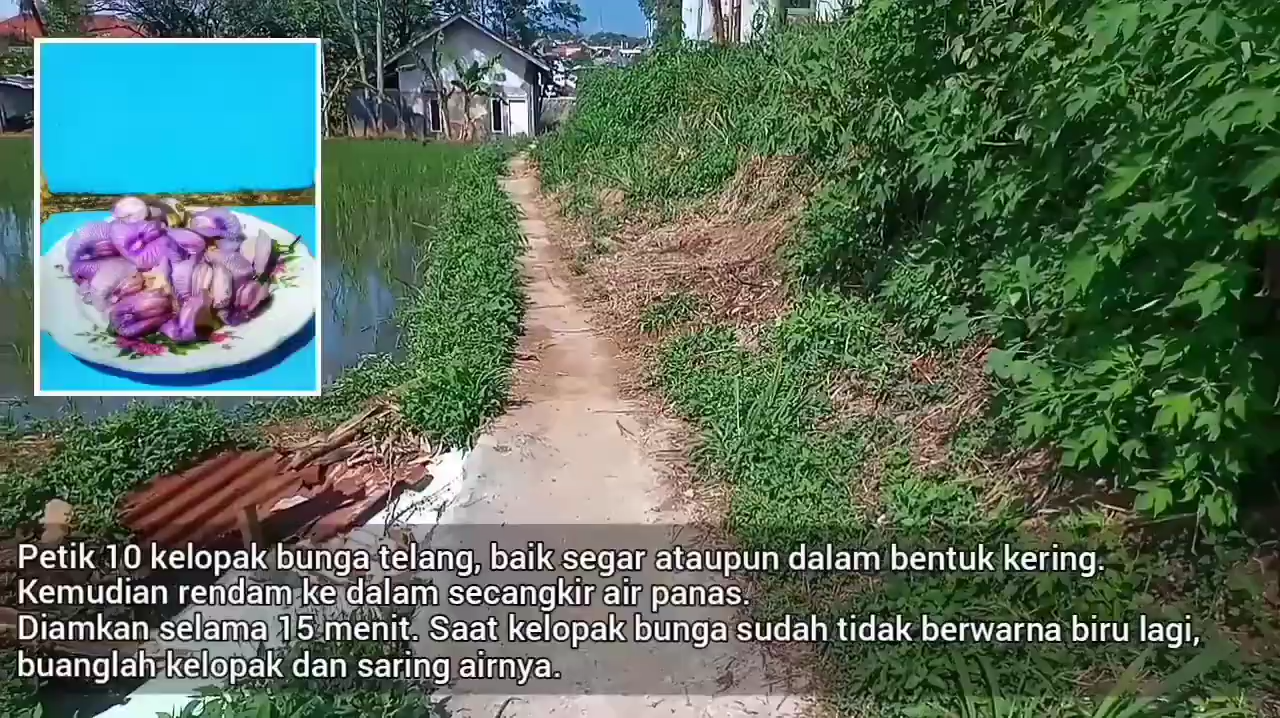 Petik 10 kelopak bunga telang, baik segar ataupun dalam bentuk kering.
Kemudian rendam ke dalam secangkir air panas.
Diamkan selama 15 menit. Saat kelopak bunga sudah tidak berwarna biru lagi,
buanglah kelopak dan saring airnya.